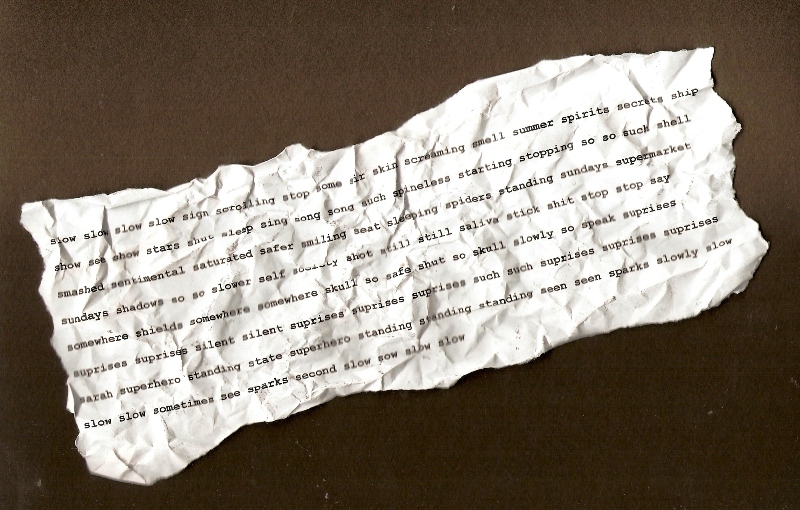 slow slow slow slow sign scrolling stop some sir skin screaming smell summer spirits secrets ship
show see show stars shut sleep sing song song such spineless starting stopping so so such shell
smashed sentimental saturated safer smiling seat sleeping spiders standing sundays supermarket
sundays shadows so so slower self society shot still still saliva stick shit stop stop say
somewhere shields somewhere somewhere skull so safe shut so skull slowly so speak suprises
suprises suprises silent silent suprises suprises suprises such such suprises suprises suprises
sarah superhero standing state superhero standing standing standing seen seen sparks slowly slow
slow slow sometimes see sparks second slow sow slow slow